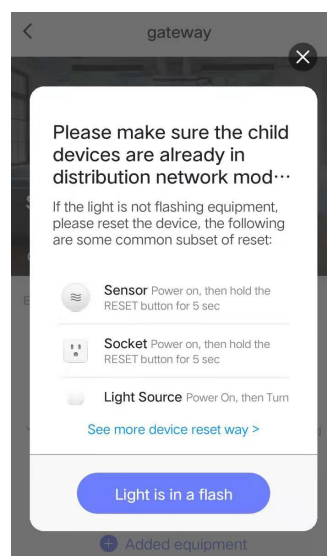 gateway
Please make sure the child
devices are already in
distribution network mod···
If the light is not flashing equipment,
please reset the device, the following
are some common subset of reset:
Sensor Power on, then hold the
RESET button for 5 sec
Socket Power on, then hold the
RESET button for 5 sec
Light Source Power On, then Turn
See more device reset way >
Light is in a flash
Added equipment